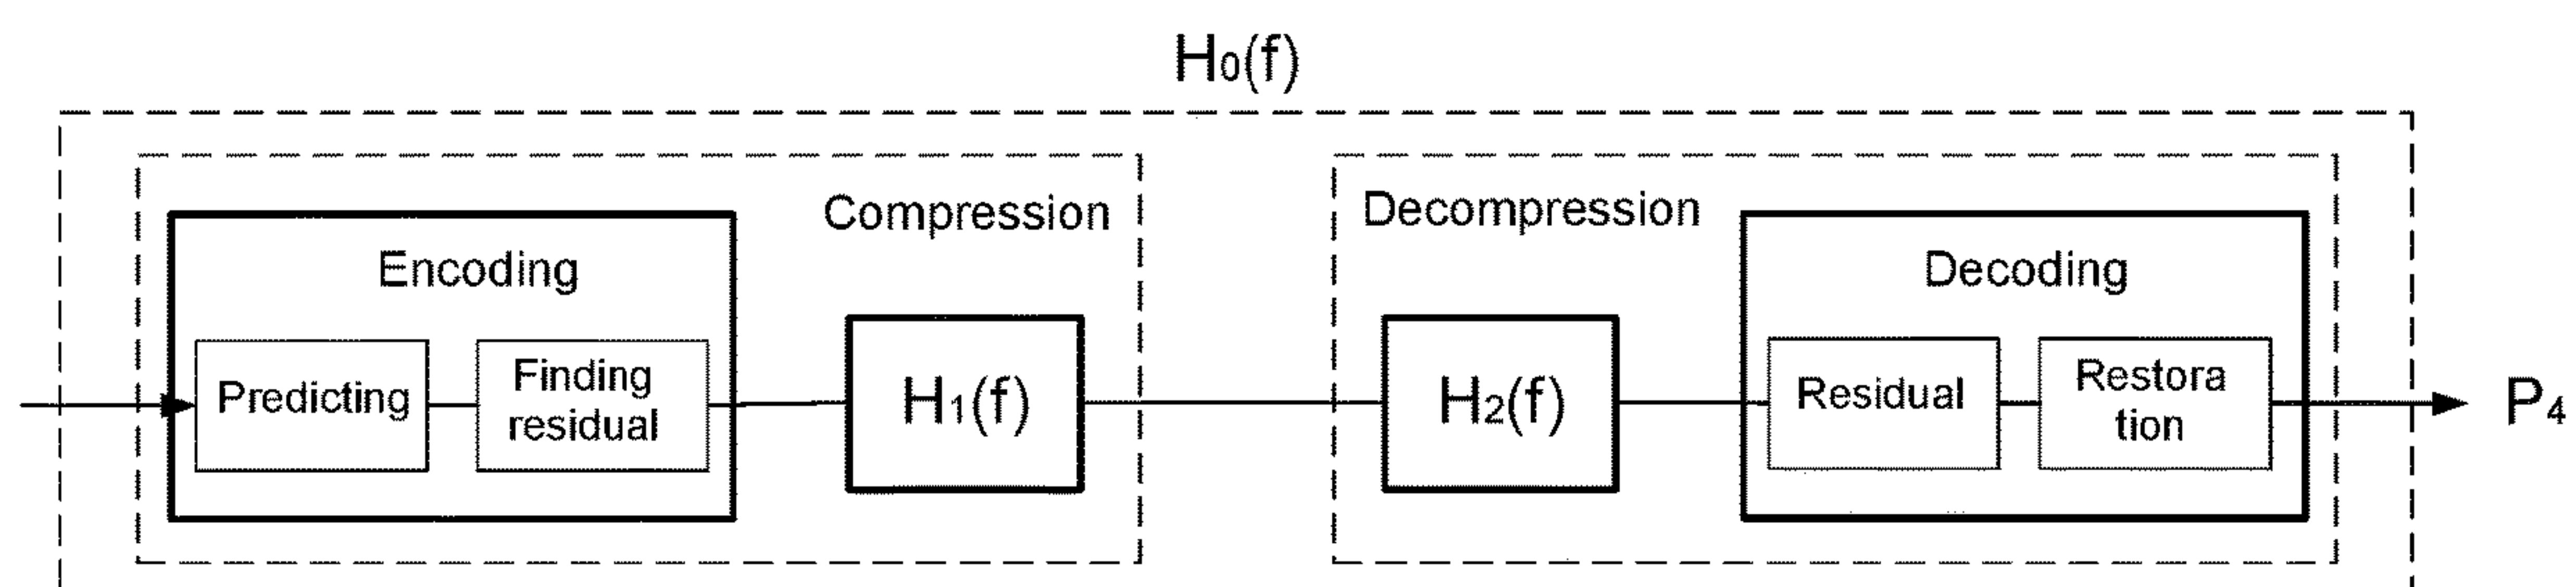 H0(f)
Compression
Decompression
Encoding
Decoding
Predicting
Finding
residual
H1(f)
H2(f)
Residual
Restora
tion
P4